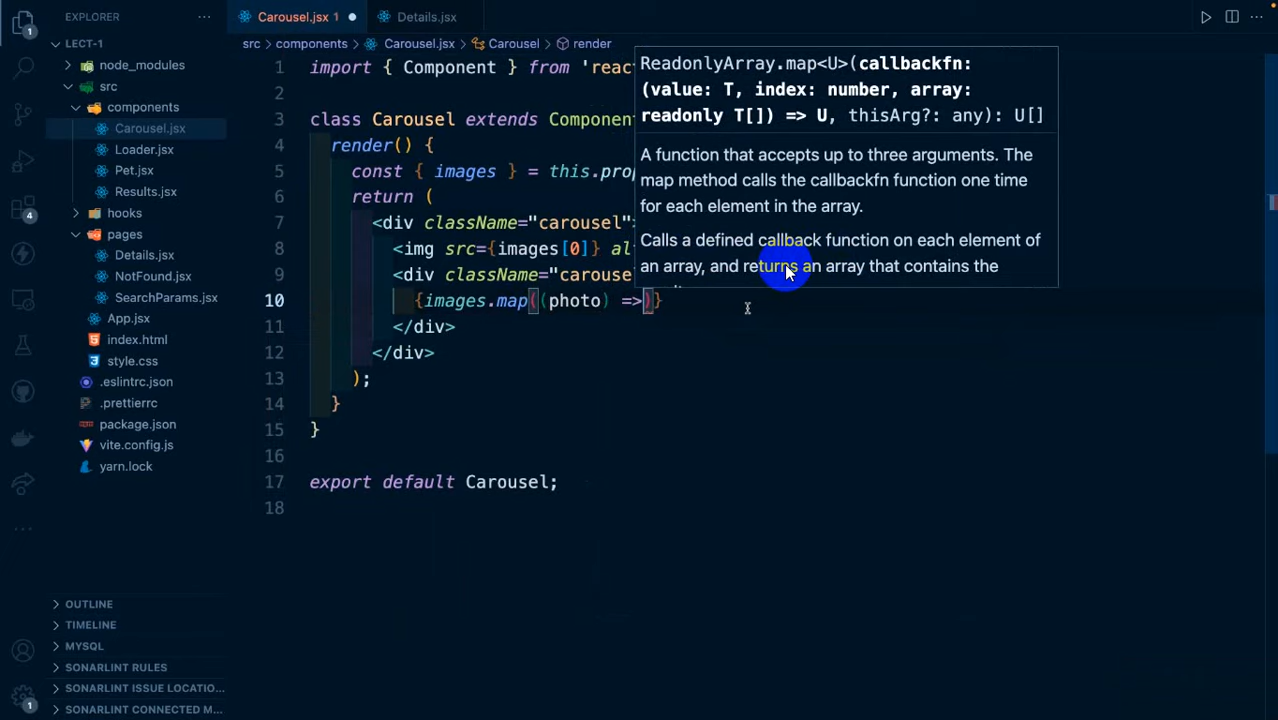 EXPLORER
Carousel.jsx 1
Details.jsx
LECT-1
src
components
Carousel.jsx
Carousel
render
node_modules
src
components
Carousel.jsx
Loader.jsx
Pet.jsx
Results.jsx
hooks
pages
Details.jsx
NotFound.jsx
SearchParams.jsx
App.jsx
index.html
style.css
.eslintrc.json
.prettierrc
package.json
vite.config.js
yarn.lock
OUTLINE
TIMELINE
MYSQL
SONARLINT RULES
SONARLINT ISSUE LOCATIO...
SONARLINT CONNECTED M...
1
4
1
1 import { Component } from 'reac
2
3 class Carousel extends Component
4 render() {
5 const { images } = this.prop
6 return (
7 <div className="carousel">
8 <img src={images[0]} al
9 <div className="carouse
10 {images.map((photo) =>)}
11 </div>
12 </div>
13 );
14 }
15 }
16
17 export default Carousel;
18
ReadonlyArray.map<U>(callbackfn:
(value: T, index: number, array:
readonly T[]) => U, thisArg?: any): U[]
A function that accepts up to three arguments. The
map method calls the callbackfn function one time
for each element in the array.
Calls a defined callback function on each element of
an array, and returns an array that contains the